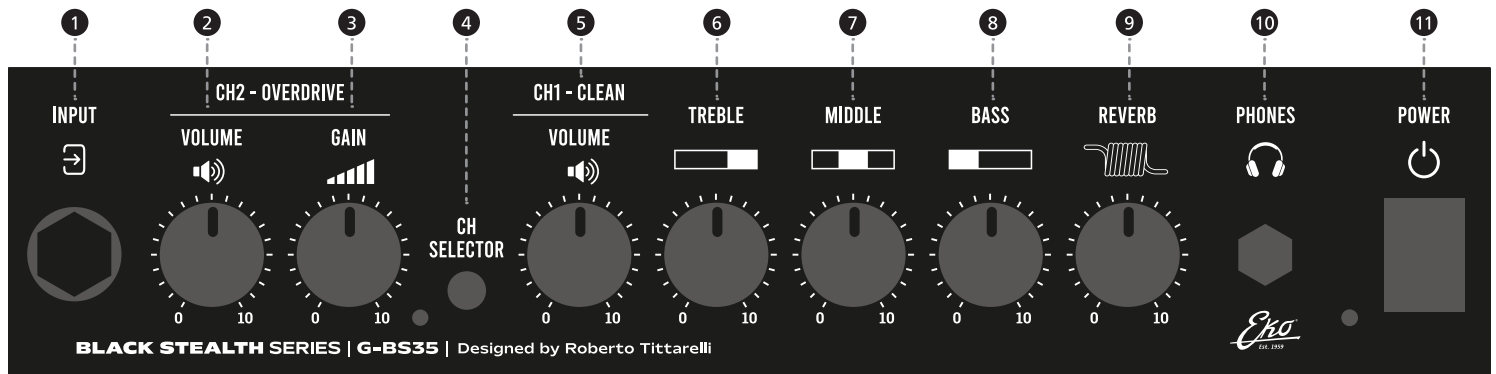 1 2 3 4 5 6 7 8 9 10 11
CH2 - OVERDRIVE CH1 - CLEAN
INPUT TREBLE MIDDLE BASS REVERB PHONES POWER
VOLUME GAIN VOLUME
CH
SELECTOR
0 10 0 10 0 10 0 10 0 10 0 10 0 10
Eko
Est. 1959
BLACK STEALTH SERIES | G-BS35 | Designed by Roberto Tittarelli